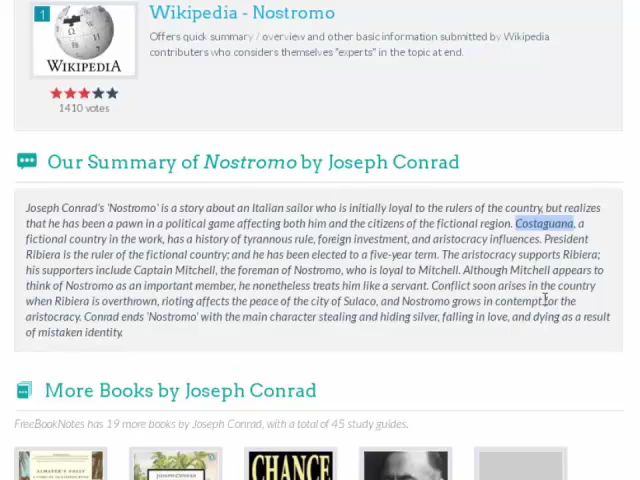 1
Wikipedia - Nostromo
Offers quick summary / overview and other basic information submitted by Wikipedia
contributors who considers themselves "experts" in the topic at end.
WIKIPEDIA
1410 votes
Our Summary of Nostromo by Joseph Conrad
Joseph Conrad's 'Nostromo' is a story about an Italian sailor who is initially loyal to the rulers of the country, but realizes
that he has been a pawn in a political game affecting both him and the citizens of the fictional region. Costaguana, a
fictional country in the work, has a history of tyrannous rule, foreign investment, and aristocracy influences. President
Ribiera is the ruler of the fictional country; and he has been elected to a five-year term. The aristocracy supports Ribiera;
his supporters include Captain Mitchell, the foreman of Nostromo, who is loyal to Mitchell. Although Mitchell appears to
think of Nostromo as an important member, he nonetheless treats him like a servant. Conflict soon arises in the country
when Ribiera is overthrown, rioting affects the peace of the city of Sulaco, and Nostromo grows in contempt for the
aristocracy. Conrad ends 'Nostromo' with the main character stealing and hiding silver, falling in love, and dying as a result
of mistaken identity.
More Books by Joseph Conrad
FreeBookNotes has 19 more books by Joseph Conrad, with a total of 45 study guides.
ALMAYER'S FOLLY
JOSEPH CONRAD
CHANCE